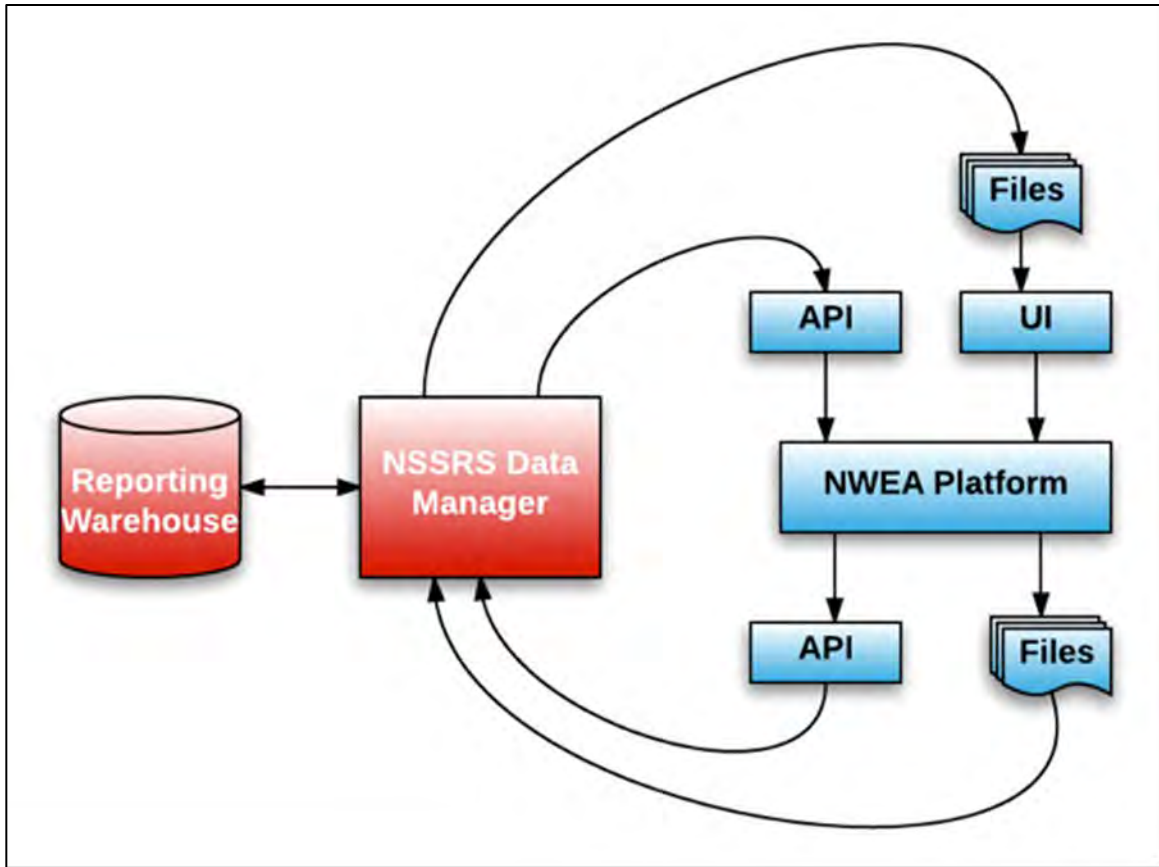 Files
API
UI
Reporting
Warehouse
NSSRS Data
Manager
NWEA Platform
API
Files